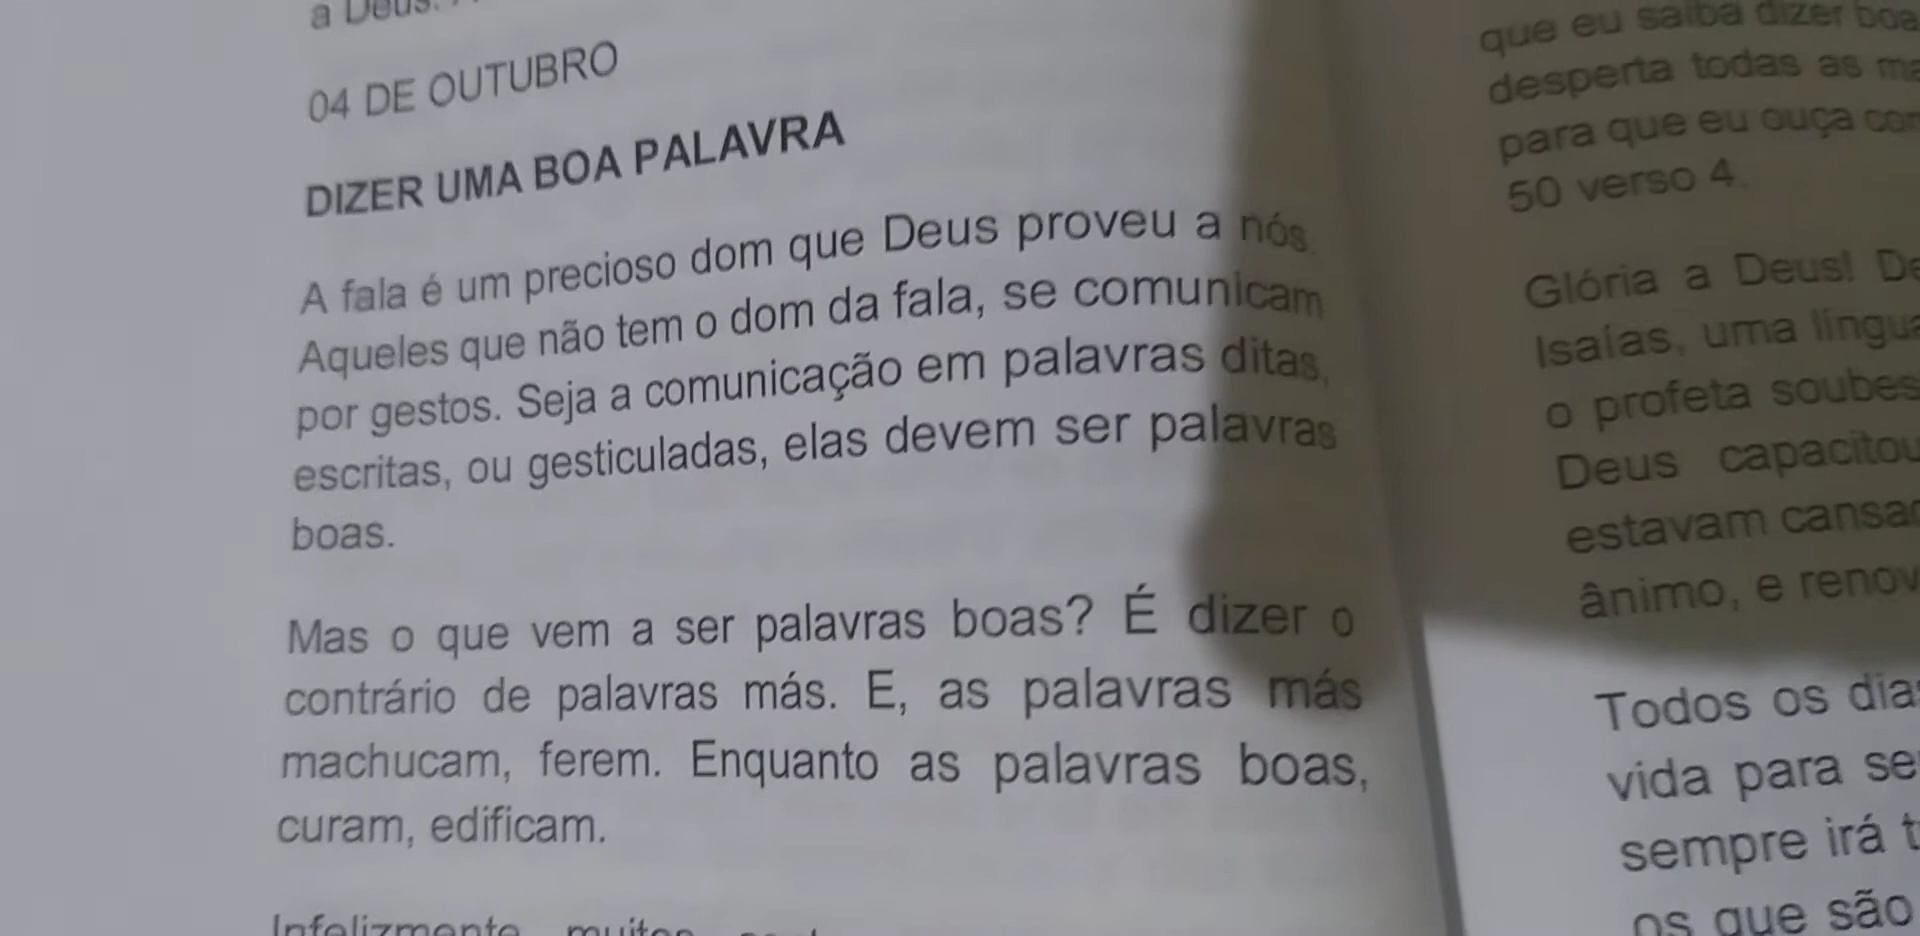 a Deus.
04 DE OUTUBRO
DIZER UMA BOA PALAVRA
A fala é um precioso dom que Deus proveu a nós.
Aqueles que não tem o dom da fala, se comunicam
por gestos. Seja a comunicação em palavras ditas,
escritas, ou gesticuladas, elas devem ser palavras
boas.
Mas o que vem a ser palavras boas? É dizer o
contrário de palavras más. E, as palavras más
machucam, ferem. Enquanto as palavras boas,
curam, edificam.
Infelizmente
que eu saiba dizer boa
desperta todas as
para que eu ouça
50 verso 4.
Glória a Deus!
Isaías, uma
o profeta
Deus
estavam
ânimo, e
Todos os
vida para
sempre irá
os que são